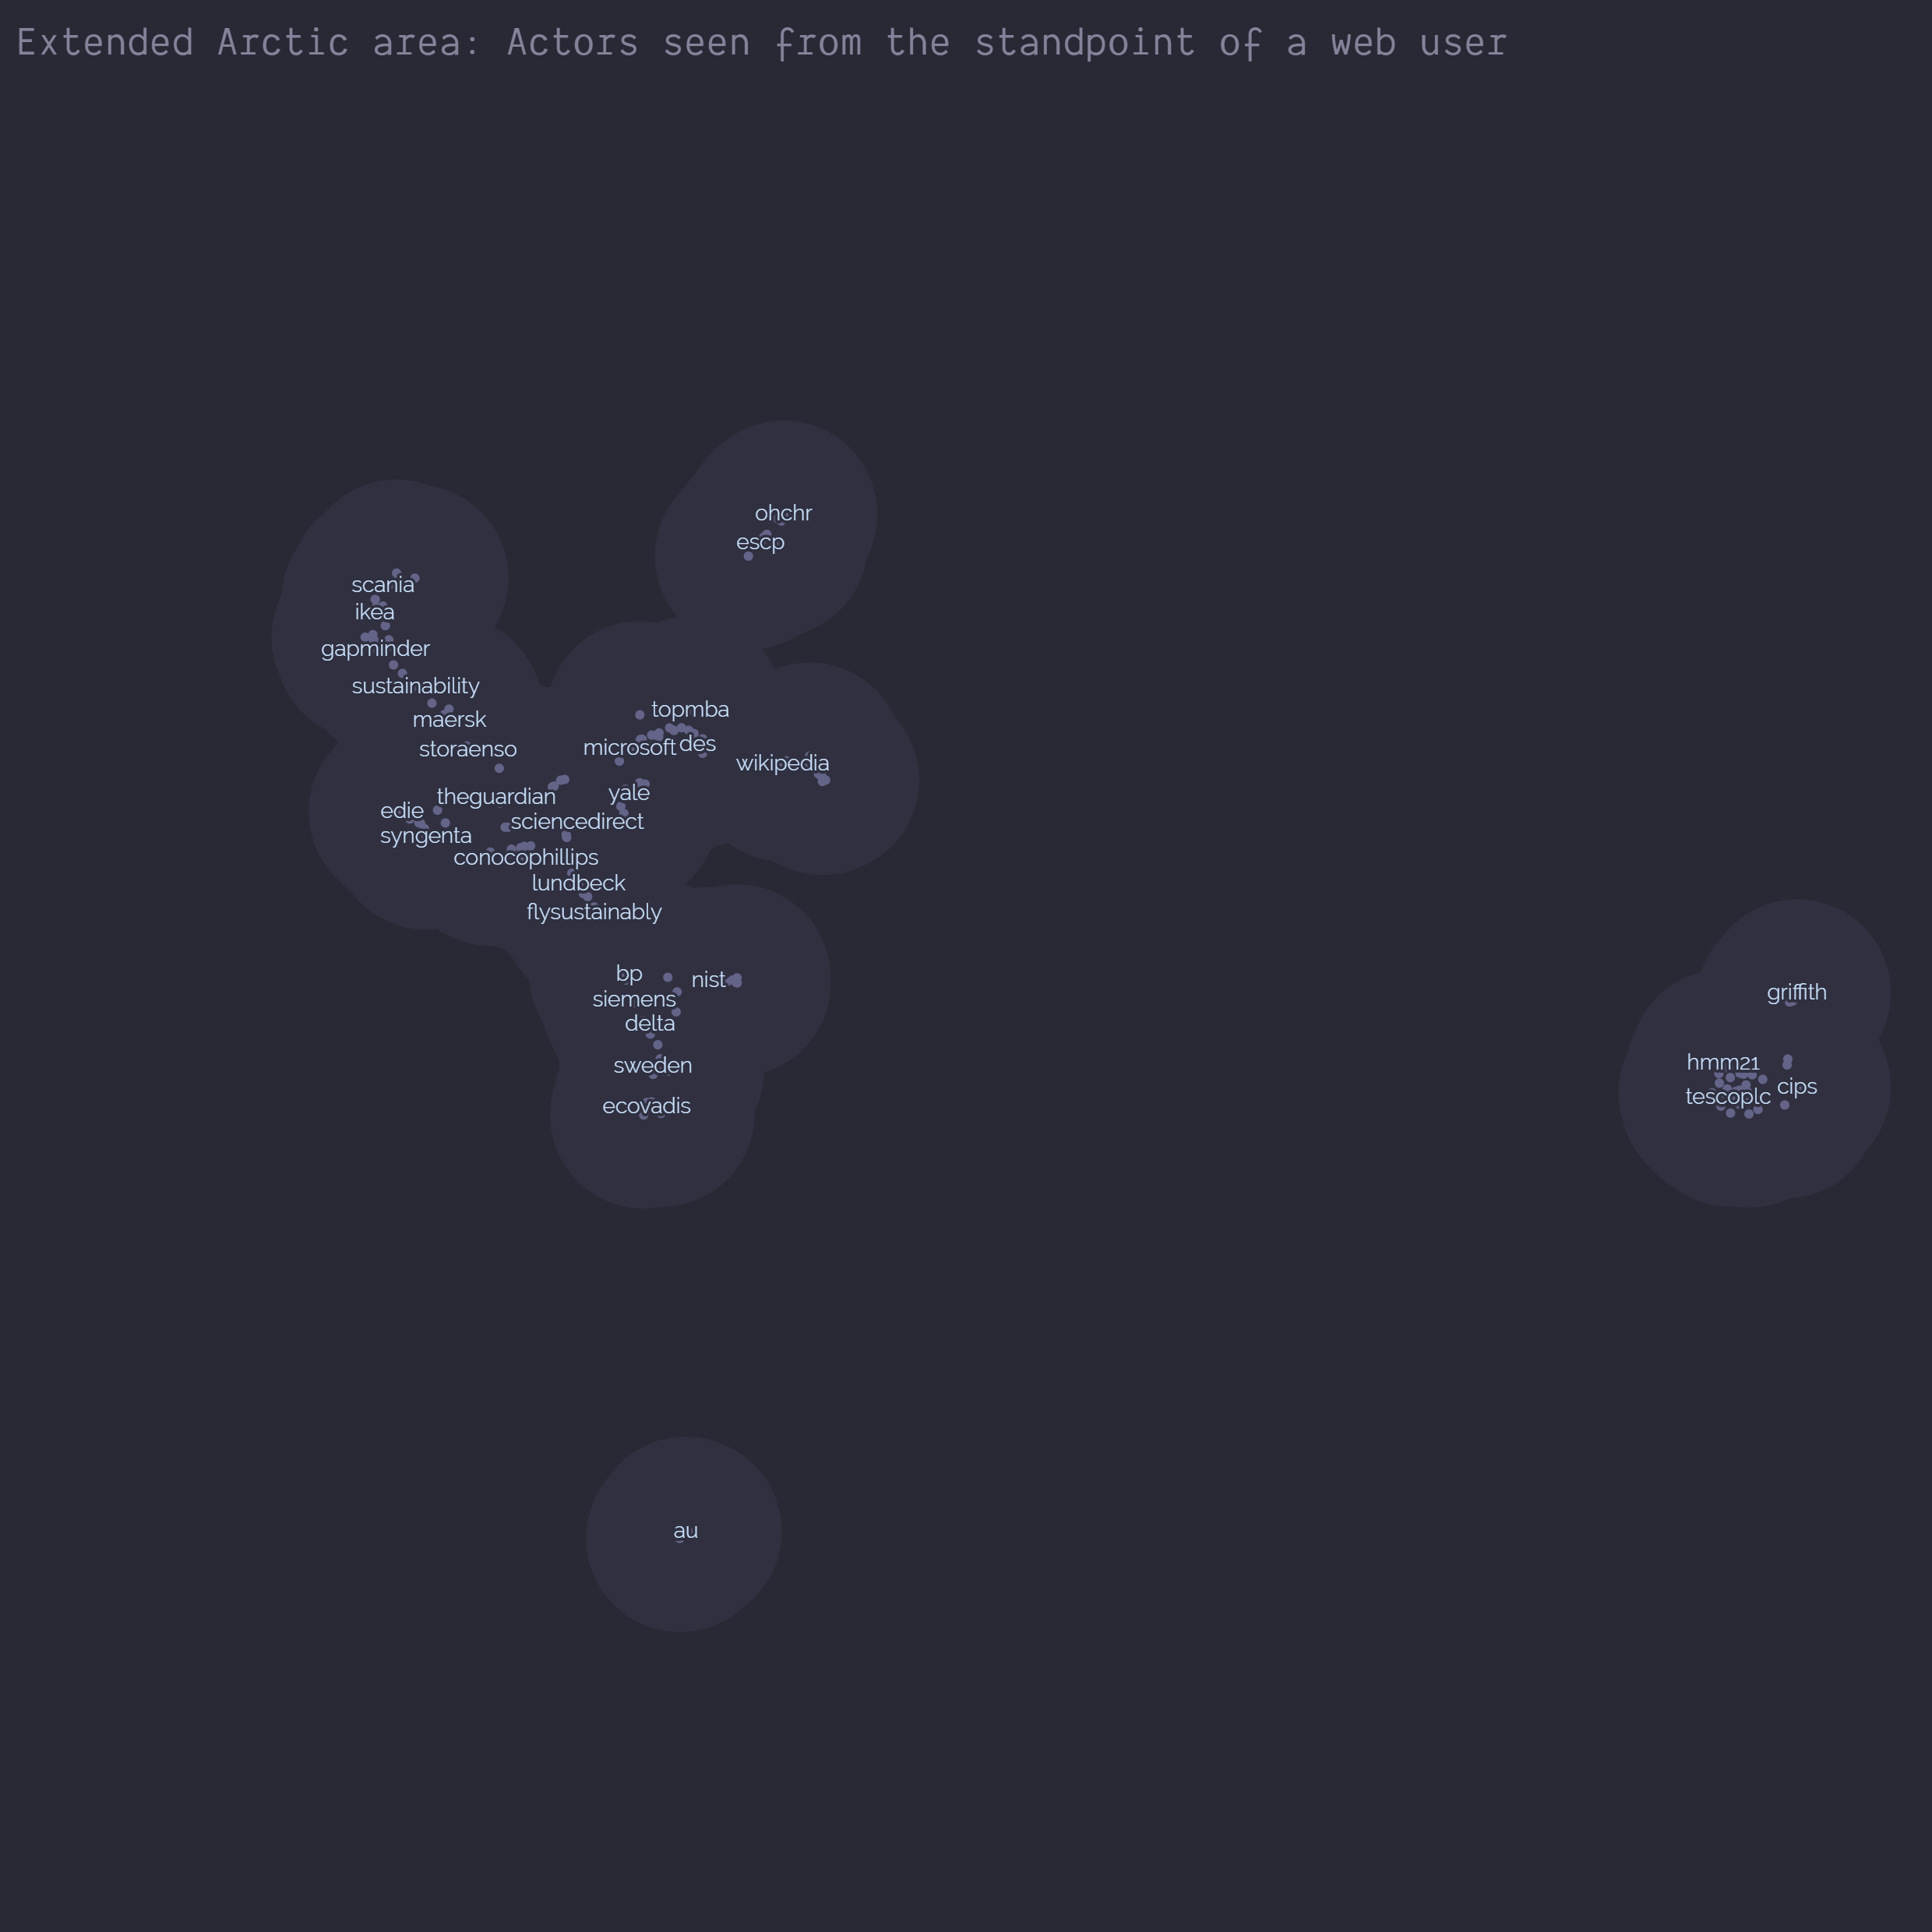 Extended Arctic area: Actors seen from the standpoint of a web user
ohchr
escp
scania
ikea
gapminder
sustainability
topmba
maersk
des
microsoft
storaenso
wikipedia
yale
theguardian
edie
sciencedirect
syngenta
conocophillips
lundbeck
flysustainably
bp
nist
siemens
delta
sweden
ecovadis
griffith
hmm21
cips
tescoplc
au